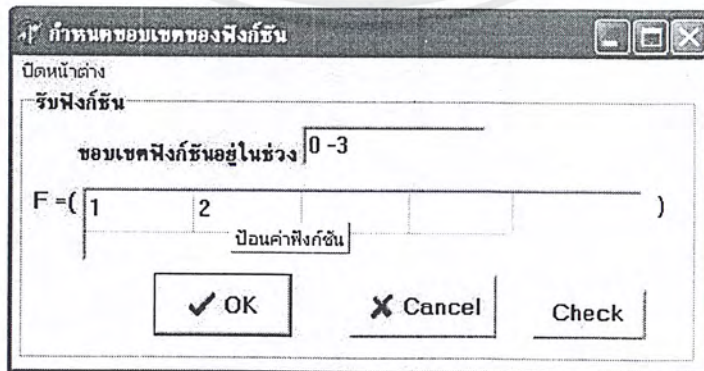 กำหนดขอบเขตของฟังก์ชัน
ปิดหน้าต่าง
รับฟังก์ชัน
ขอบเขตฟังก์ชันอยู่ในช่วง 0 -3
F =( 1 2 )
ป้อนค่าฟังก์ชัน
OK Cancel Check